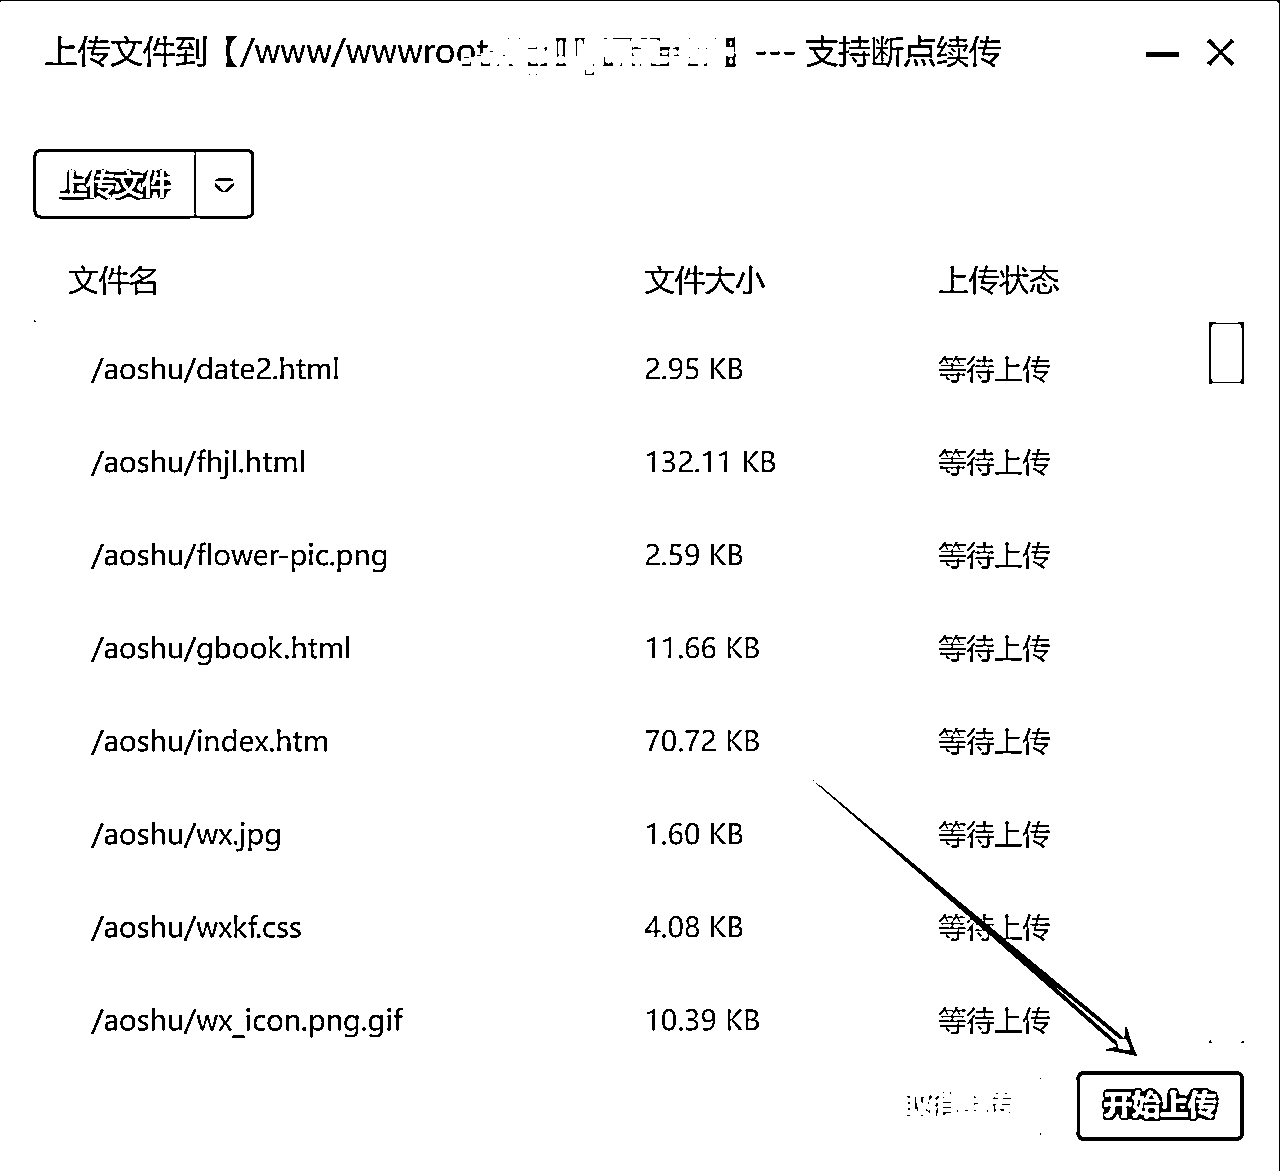 上传文件到【/www/wwwroot 】--- 支持断点续传
上传文件
文件名 文件大小 上传状态
/aoshu/date2.html 2.95 KB 等待上传
/aoshu/fhjl.html 132.11 KB 等待上传
/aoshu/flower-pic.png 2.59 KB 等待上传
/aoshu/gbook.html 11.66 KB 等待上传
/aoshu/index.htm 70.72 KB 等待上传
/aoshu/wx.jpg 1.60 KB 等待上传
/aoshu/wxkf.css 4.08 KB 等待上传
/aoshu/wx_icon.png.gif 10.39 KB 等待上传
取消上传 开始上传